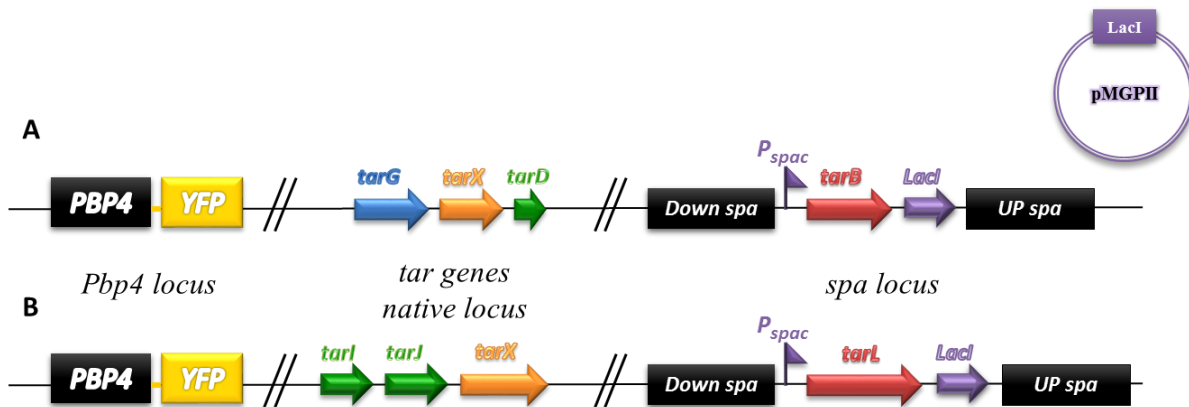 LacI
pMGPII
A
PBP4 YFP tarG tarX tarD Down spa Pspac tarB LacI UP spa
Pbp4 locus
tar genes
native locus
spa locus
B
PBP4 YFP tarI tarJ tarX Down spa Pspac tarL LacI UP spa